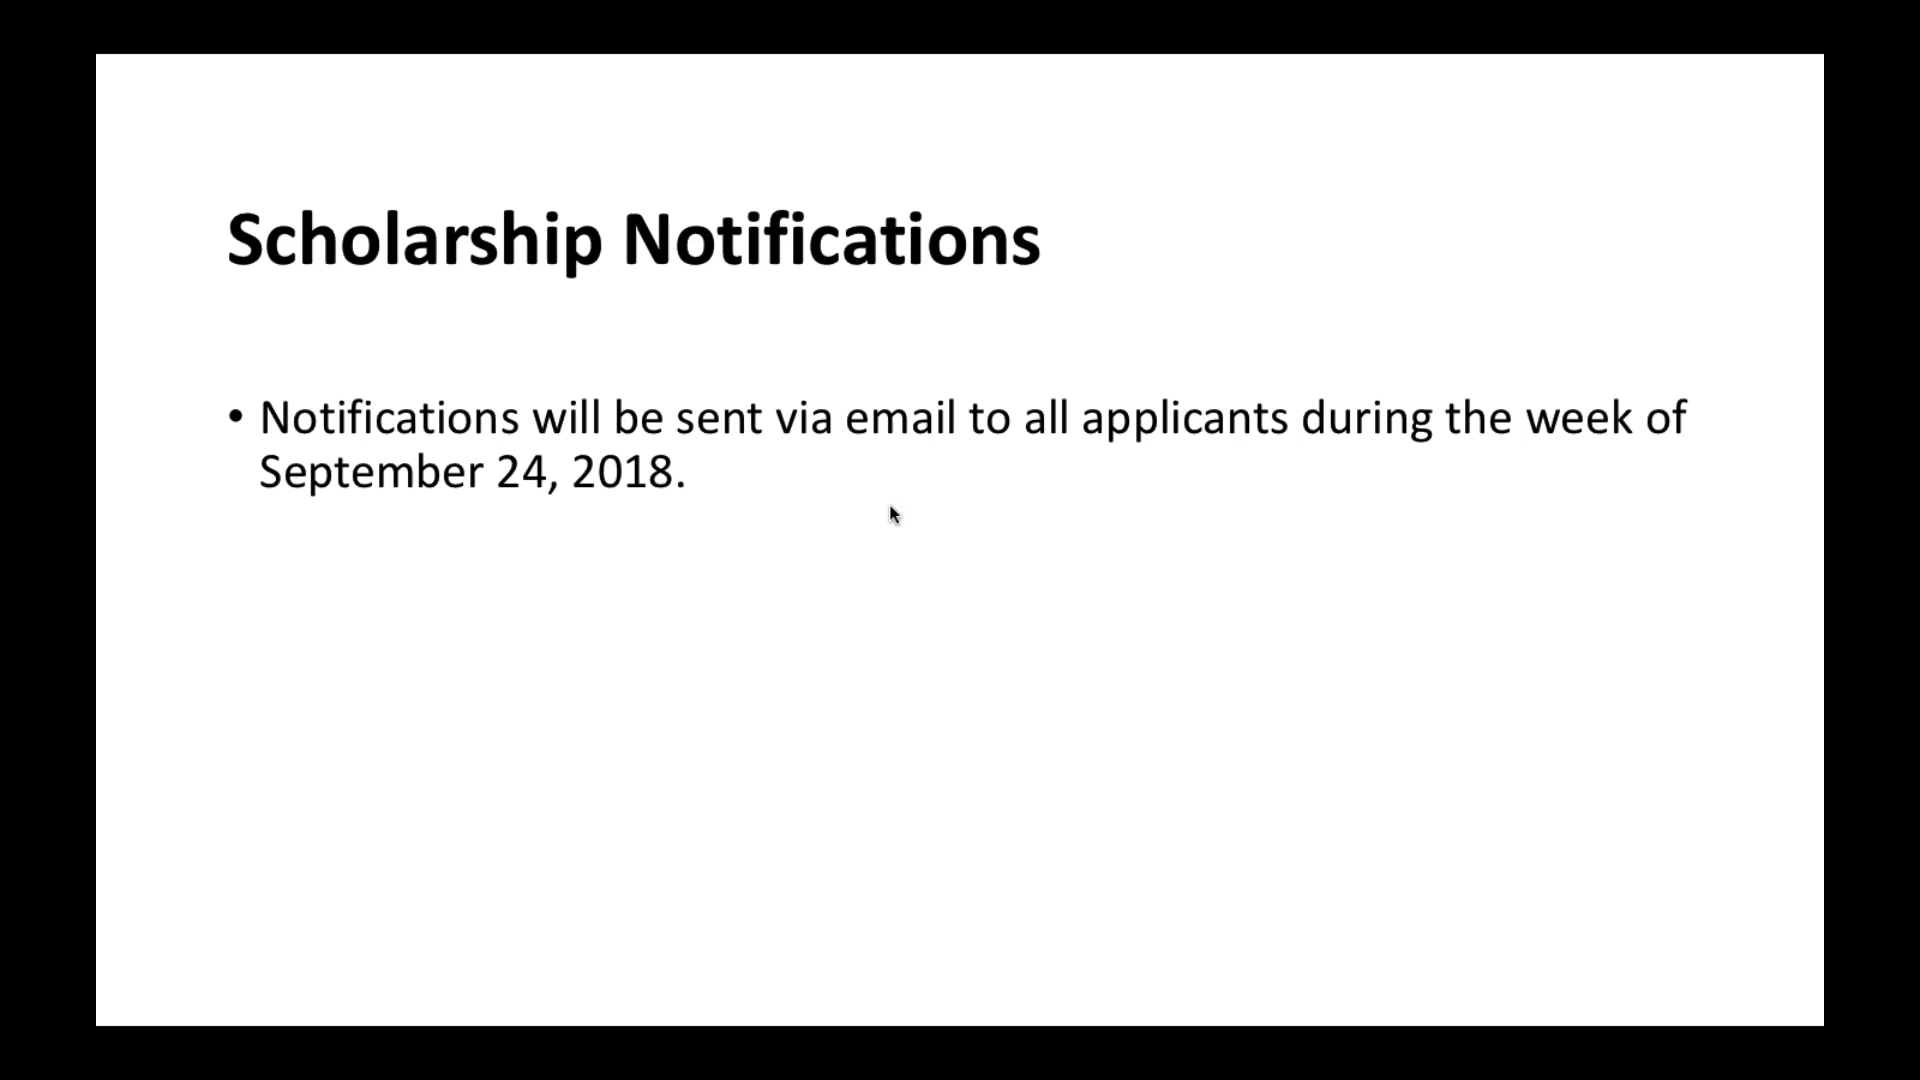 Scholarship Notifications
• Notifications will be sent via email to all applicants during the week of
September 24, 2018.